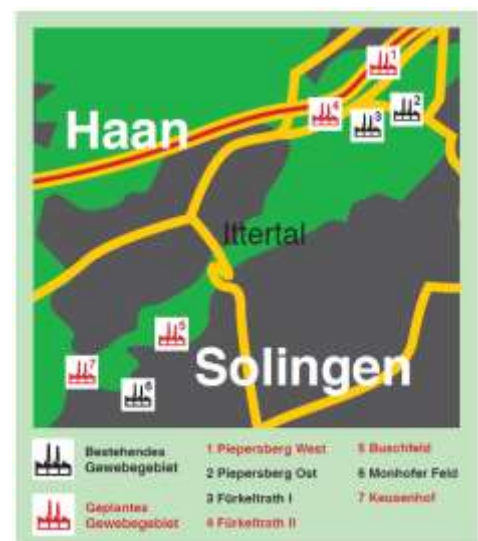 1
4
3
2
Haan
Ittertal
5
Solingen
7
6
Bestehendes
Gewebegebiet
Geplantes
Gewebegebiet
1 Piepersberg West
2 Piepersberg Ost
3 Fürkeltrath I
4 Fürkeltrath II
5 Buschfeld
6 Monhofer Feld
7 Keusenhof